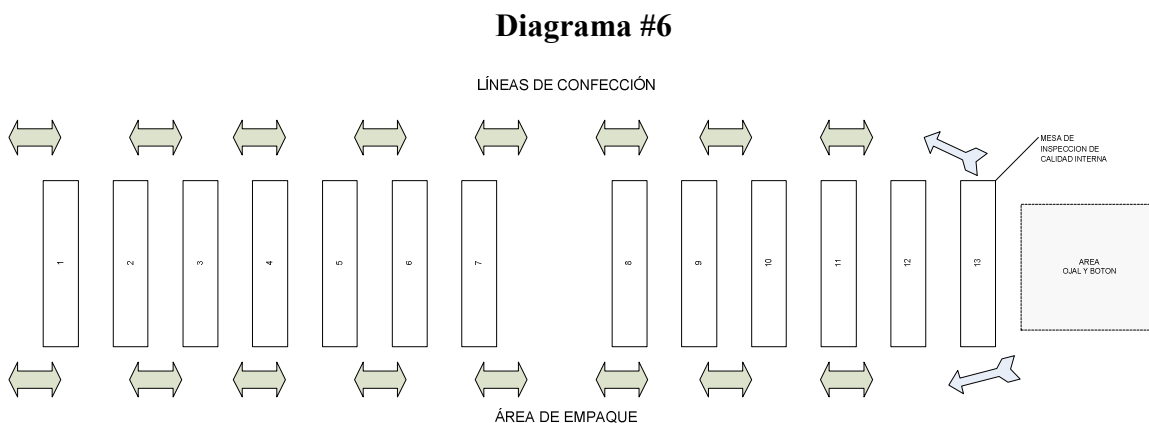 Diagrama #6
LÍNEAS DE CONFECCIÓN
MESA DE
INSPECCION DE
CALIDAD INTERNA
1
2
3
4
5
6
7
8
9
10
11
12
13
AREA
OJAL Y BOTON
ÁREA DE EMPAQUE